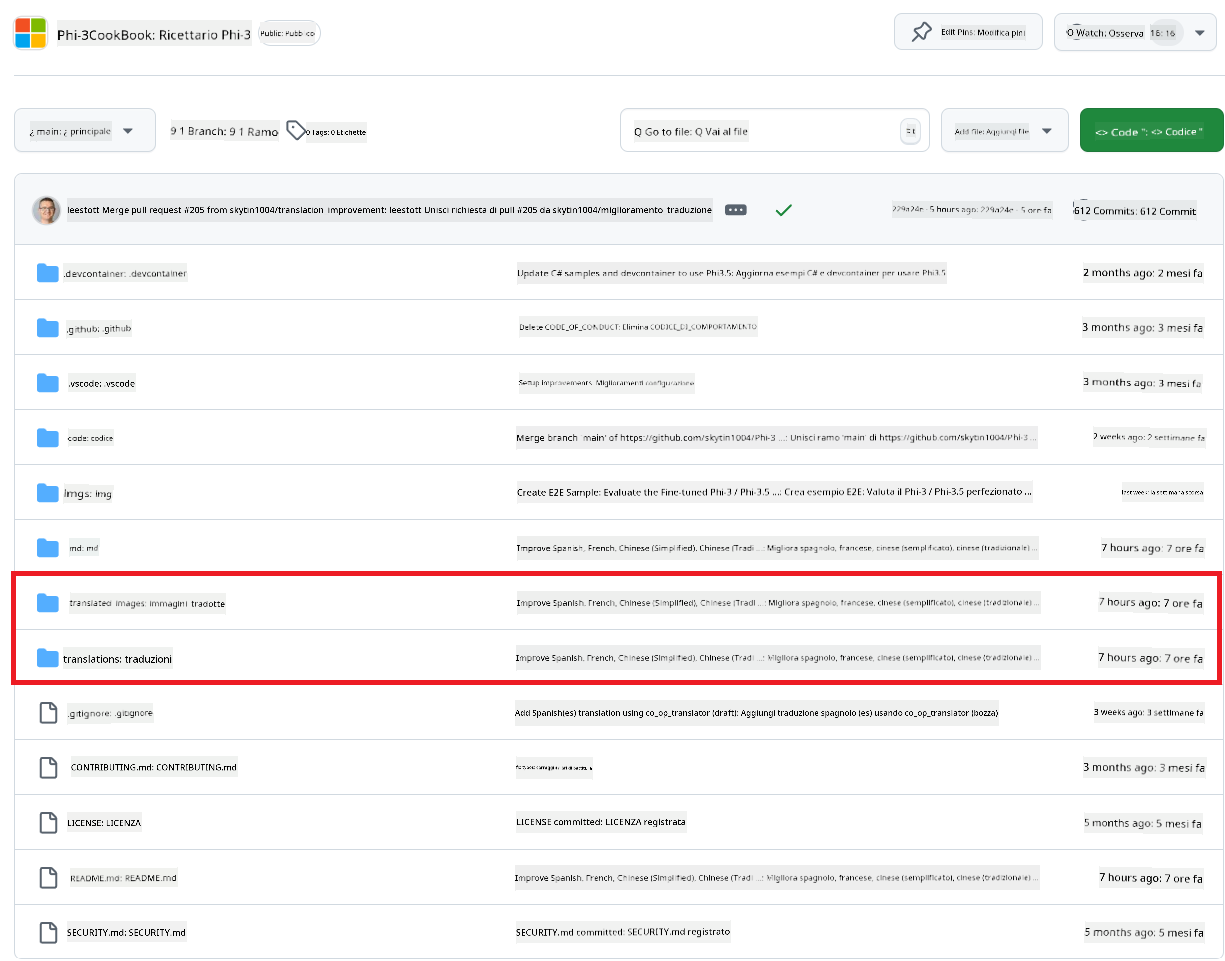 Phi-3CookBook: Ricettario Phi-3 Public: Pubblico
Edit Pins: Modifica pini
O Watch: Osserva 16: 16
¿ main: ¿ principale
9 1 Branch: 9 1 Ramo
0 Tags: 0 Etichette
Q Go to file: Q Vai al file
Add file: Aggiungi file
<> Code ": <> Codice "
leestott Merge pull request #205 from skytin1004/translation_improvement: leestott Unisci richiesta di pull #205 da skytin1004/miglioramento_traduzione
229a24e · 5 hours ago: 229a24e · 5 ore fa
612 Commits: 612 Commit
.devcontainer: .devcontainer
Update C# samples and devcontainer to use Phi3.5: Aggiorna esempi C# e devcontainer per usare Phi3.5
2 months ago: 2 mesi fa
.github: .github
Delete CODE_OF_CONDUCT: Elimina CODICE_DI_COMPORTAMENTO
3 months ago: 3 mesi fa
.vscode: .vscode
Setup improvements: Miglioramenti configurazione
3 months ago: 3 mesi fa
code: codice
Merge branch 'main' of https://github.com/skytin1004/Phi-3 ...: Unisci ramo 'main' di https://github.com/skytin1004/Phi-3 ...
2 weeks ago: 2 settimane fa
imgs: img
Create E2E Sample: Evaluate the Fine-tuned Phi-3 / Phi-3.5 ...: Crea esempio E2E: Valuta il Phi-3 / Phi-3.5 perfezionato ...
last week: la settimana scorsa
md: md
Improve Spanish, French, Chinese (Simplified), Chinese (Tradi ...: Migliora spagnolo, francese, cinese (semplificato), cinese (tradizionale) ...
7 hours ago: 7 ore fa
translated_images: immagini_tradotte
Improve Spanish, French, Chinese (Simplified), Chinese (Tradi ...: Migliora spagnolo, francese, cinese (semplificato), cinese (tradizionale) ...
7 hours ago: 7 ore fa
translations: traduzioni
Improve Spanish, French, Chinese (Simplified), Chinese (Tradi ...: Migliora spagnolo, francese, cinese (semplificato), cinese (tradizionale) ...
7 hours ago: 7 ore fa
.gitignore: .gitignore
Add Spanish(es) translation using co_op_translator (draft): Aggiungi traduzione spagnolo (es) usando co_op_translator (bozza)
3 weeks ago: 3 settimane fa
CONTRIBUTING.md: CONTRIBUTING.md
3 months ago: 3 mesi fa
LICENSE: LICENZA
LICENSE committed: LICENZA registrata
5 months ago: 5 mesi fa
README.md: README.md
Improve Spanish, French, Chinese (Simplified), Chinese (Tradi ...: Migliora spagnolo, francese, cinese (semplificato), cinese (tradizionale) ...
7 hours ago: 7 ore fa
SECURITY.md: SECURITY.md
SECURITY.md committed: SECURITY.md registrato
5 months ago: 5 mesi fa